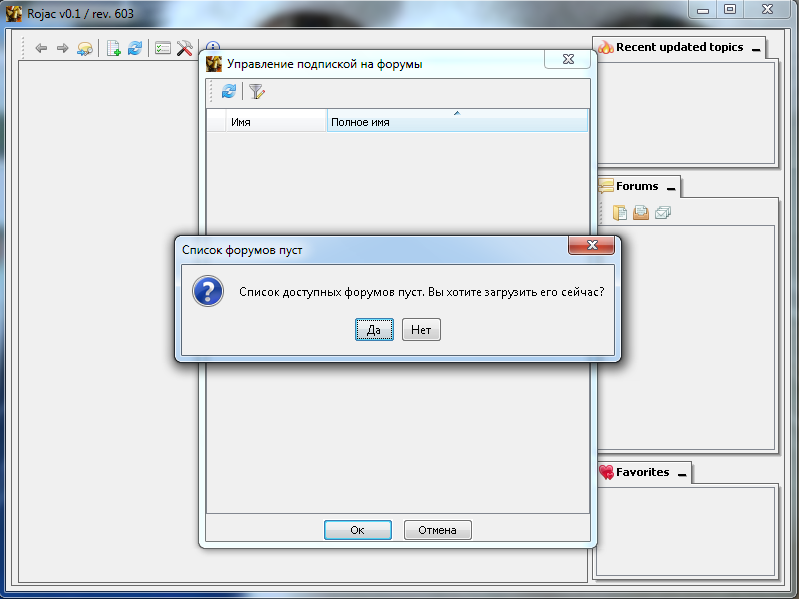 Rojac v0.1 / rev. 603
Recent updated topics
Управление подпиской на форумы
Имя
Полное имя
Forums
Список форумов пуст
Список доступных форумов пуст. Вы хотите загрузить его сейчас?
Да
Нет
Favorites
Ок
Отмена